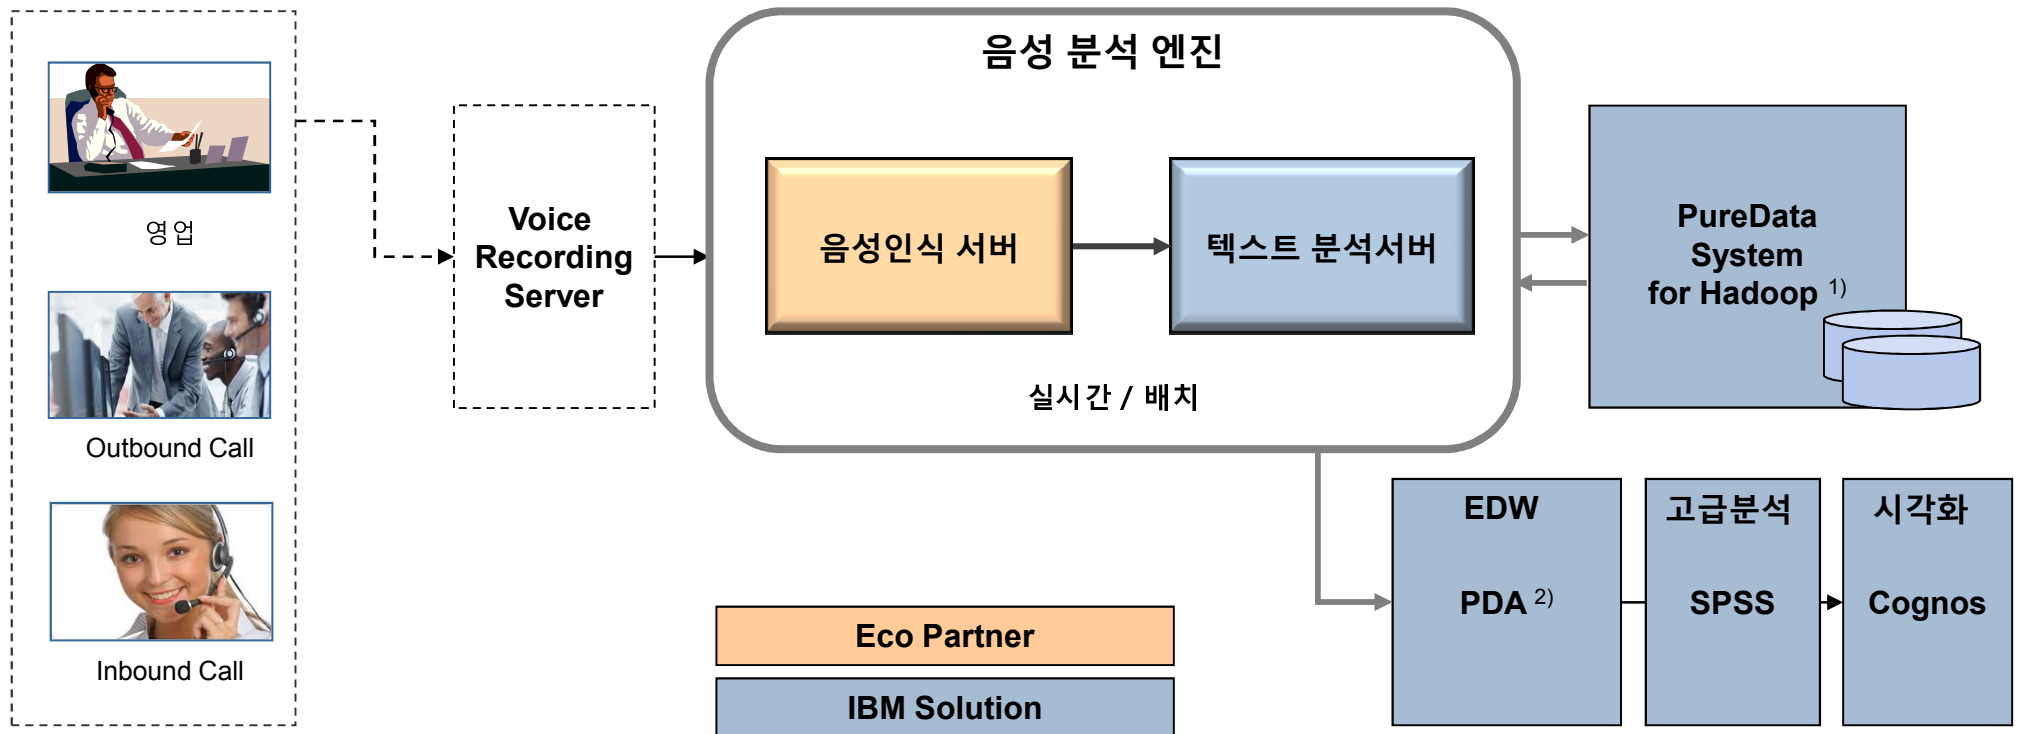 영업
Outbound Call
Inbound Call
Voice
Recording
Server
음성 분석 엔진
음성인식 서버
텍스트 분석서버
실시간 / 배치
PureData
System
for Hadoop 1)
EDW
PDA 2)
고급분석
SPSS
시각화
Cognos
Eco Partner
IBM Solution